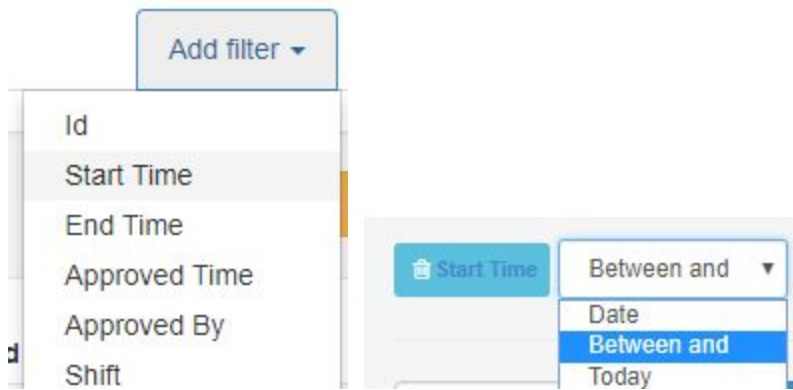 Add filter
Id
Start Time
End Time
Approved Time
Approved By
Shift
d
Start Time
Between and
Date
Between and
Today